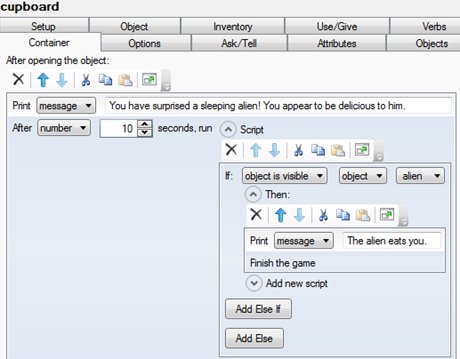 cupboard
Setup Object Inventory Use/Give Verbs
Container Options Ask/Tell Attributes Objects
After opening the object:
Print message You have surprised a sleeping alien! You appear to be delicious to him.
After number 10 seconds, run Script
If: object is visible object alien
Then:
Print message The alien eats you.
Finish the game
Add new script
Add Else If
Add Else